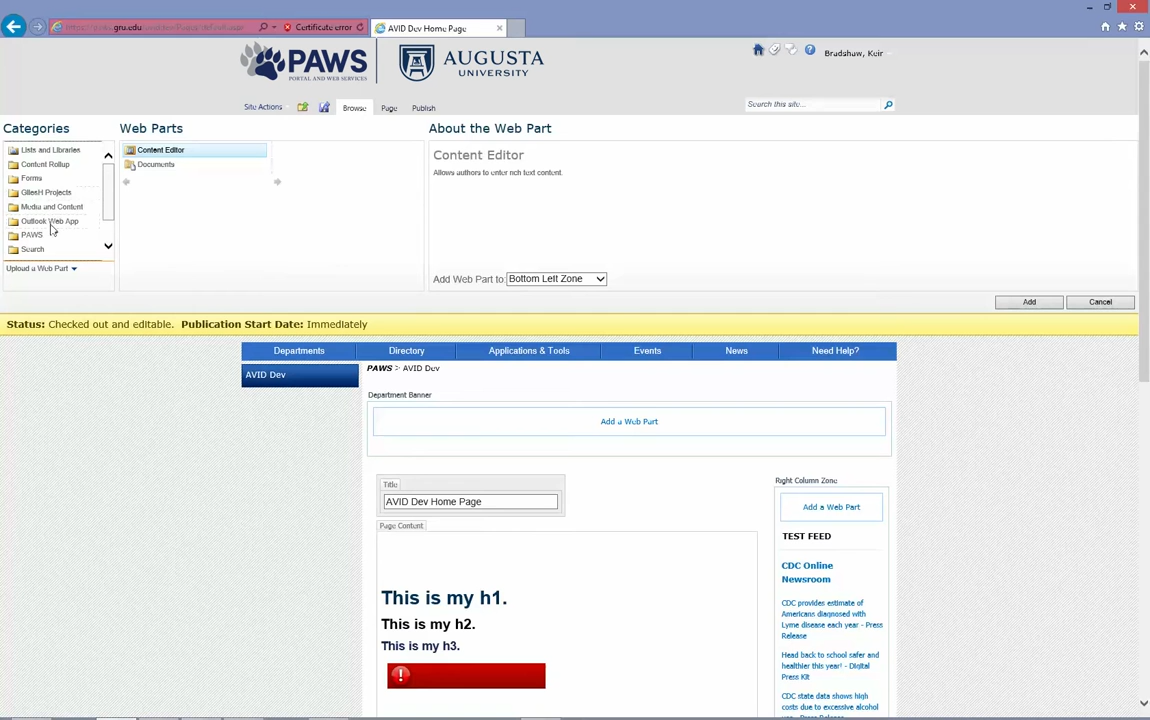 gru.edu
Certificate error
AVID Dev Home Page
PAWS
PORTAL AND WEB SERVICES
AUGUSTA
UNIVERSITY
Bradshaw, Keir
Site Actions
Browse
Page
Publish
Search this site...
Categories
Web Parts
About the Web Part
Lists and Libraries
Content Rollup
Forms
GliesH Projects
Media and Content
Outlook Web App
PAWS
Search
Upload a Web Part
Content Editor
Documents
Content Editor
Allows authors to enter rich text content.
Add Web Part to: Bottom Left Zone
Add
Cancel
Status: Checked out and editable. Publication Start Date: Immediately
Departments
Directory
Applications & Tools
Events
News
Need Help?
AVID Dev
PAWS > AVID Dev
Department Banner
Add a Web Part
Title
AVID Dev Home Page
Page Content
This is my h1.
This is my h2.
This is my h3.
Right Column Zone
Add a Web Part
TEST FEED
CDC Online
Newsroom
CDC provides estimate of
Americans diagnosed with
Lyme disease each year - Press
Release
Head back to school safer and
healthier this year! - Digital
Press Kit
CDC state data shows high
costs due to excessive alcohol